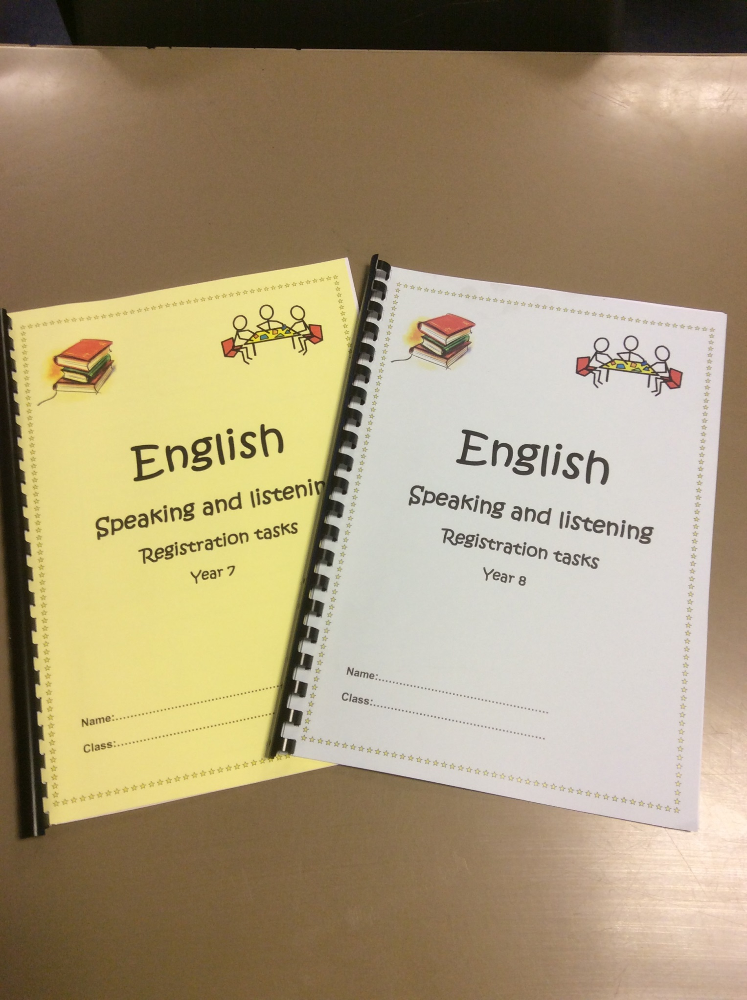 English
Speaking and listenin
Registration tasks
Year 7
Name:
Class:
English
Speaking and listening
Registration tasks
Year 8
Name:
Class: